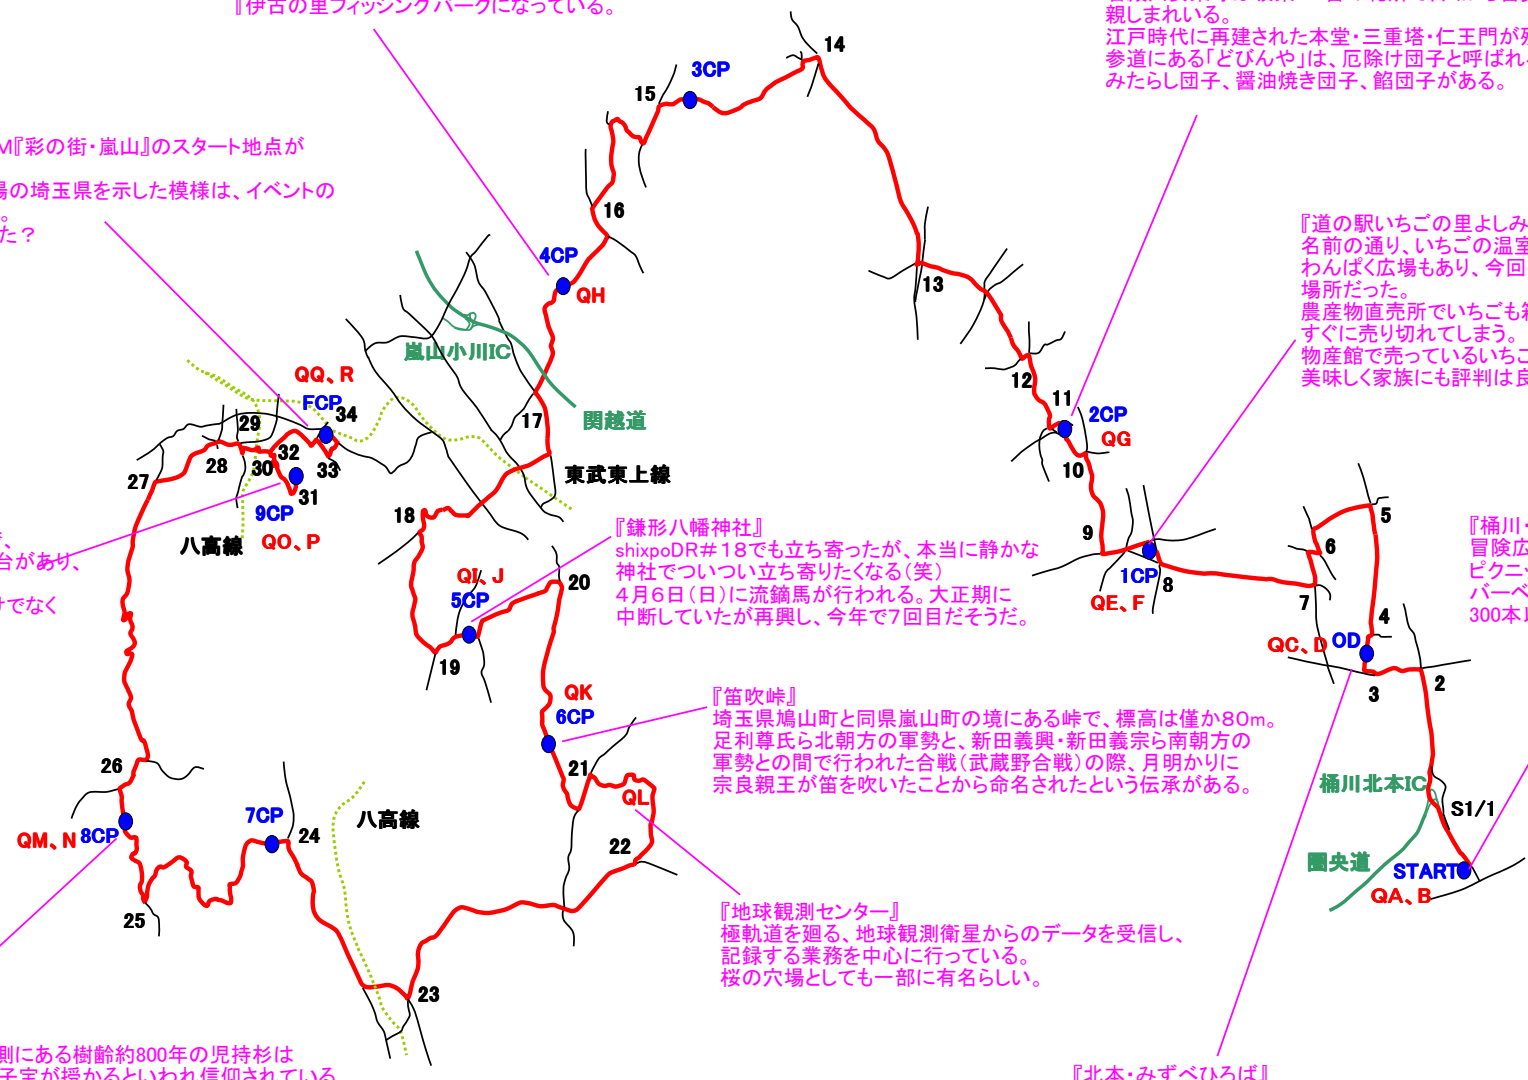 『伊古の里フィッシングパークになっている。
親しまれいる。
江戸時代に再建された本堂・三重塔・仁王門が
参道にある「どびんや」は、厄除け団子と呼ばれ
みたらし団子、醤油焼き団子、餡団子がある。
14
3CP
15
M『彩の街・嵐山』のスタート地点が
場の埼玉県を示した模様は、イベントの
。
た？
16
4CP
QH
13
『道の駅いちごの里よしみ
名前の通り、いちごの温室
わんぱく広場もあり、今回
場所だった。
農産物直売所でいちごも
すぐに売り切れてしまう。
物産館で売っているいちご
美味しく家族にも評判は良
嵐山小川IC
関越道
12
11
2CP
QG
10
QQ、R
FCP
34
29
32
28
30
33
27
31
9CP
QO、P
八高線
17
東武東上線
18
9
1CP
8
QE、F
5
6
7
4
QC、D
OD
3
2
『桶川・
冒険広
ピクニッ
バーベ
300本
、
台があり、
けでなく
『鎌形八幡神社』
shixpoDR＃18でも立ち寄ったが、本当に静かな
神社でついつい立ち寄りたくなる（笑）
4月6日（日）に流鏑馬が行われる。大正期に
中断していたが再興し、今年で7回目だそうだ。
QI、J
5CP
20
19
QK
6CP
『笛吹峠』
埼玉県鳩山町と同県嵐山町の境にある峠で、標高は僅か80m。
足利尊氏ら北朝方の軍勢と、新田義興・新田義宗ら南朝方の
軍勢との間で行われた合戦（武蔵野合戦）の際、月明かりに
宗良親王が笛を吹いたことから命名されたという伝承がある。
21
QL
22
26
QM、N
8CP
7CP
24
八高線
25
桶川北本IC
S1/1
圏央道
START
QA、B
『地球観測センター』
極軌道を廻る、地球観測衛星からのデータを受信し、
記録する業務を中心に行っている。
桜の穴場としても一部に有名らしい。
23
側にある樹齢約800年の児持杉は
子宝が授かるといわれ信仰されている
『北本・みずべひろば』